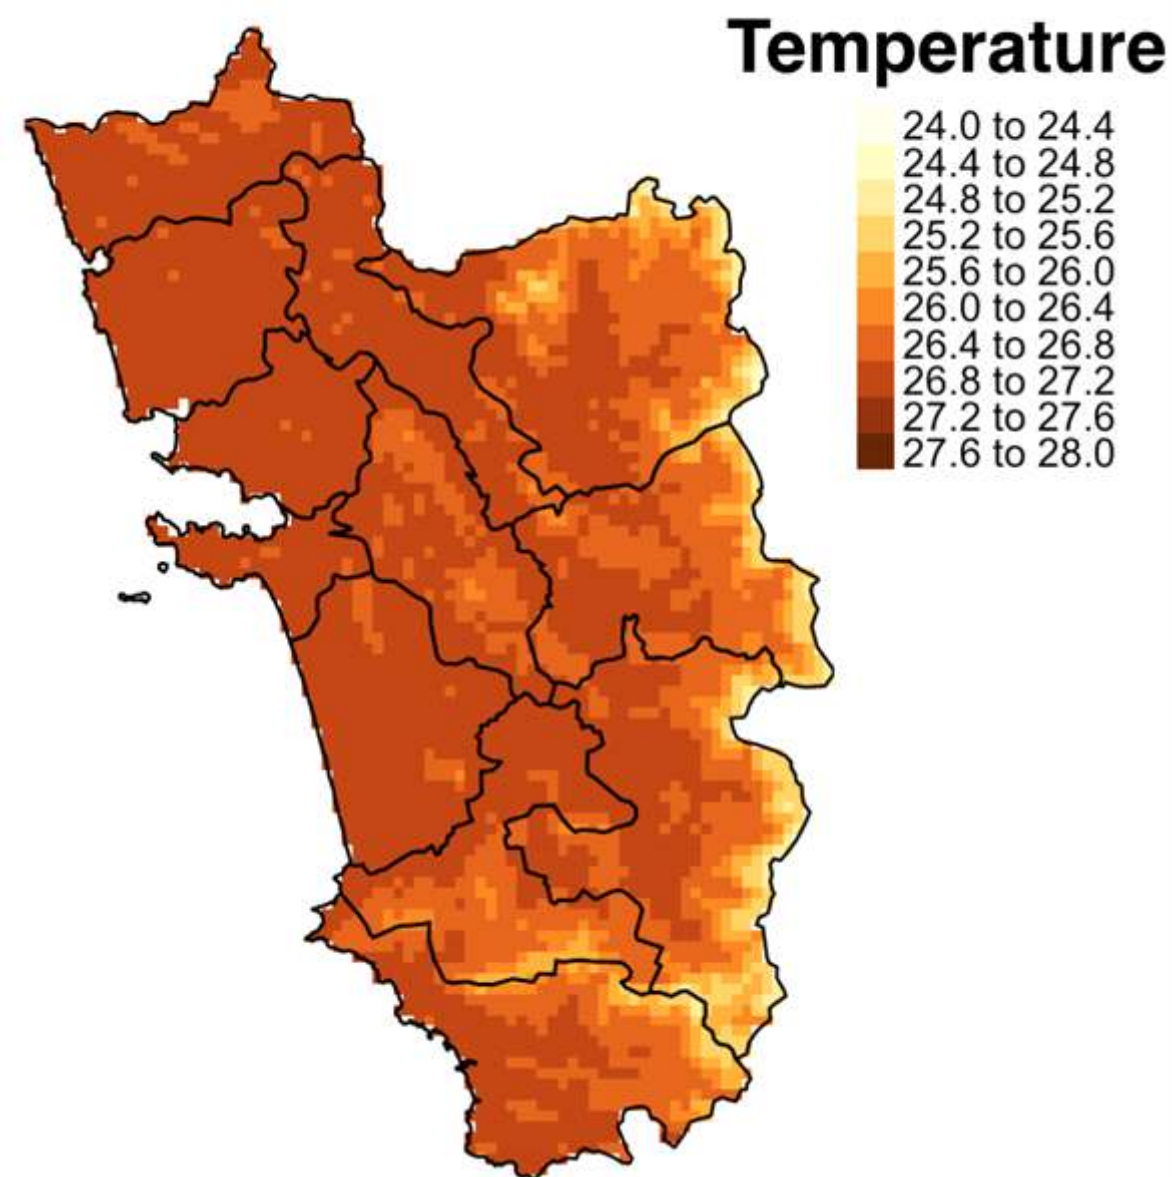 Temperature
24.0 to 24.4
24.4 to 24.8
24.8 to 25.2
25.2 to 25.6
25.6 to 26.0
26.0 to 26.4
26.4 to 26.8
26.8 to 27.2
27.2 to 27.6
27.6 to 28.0